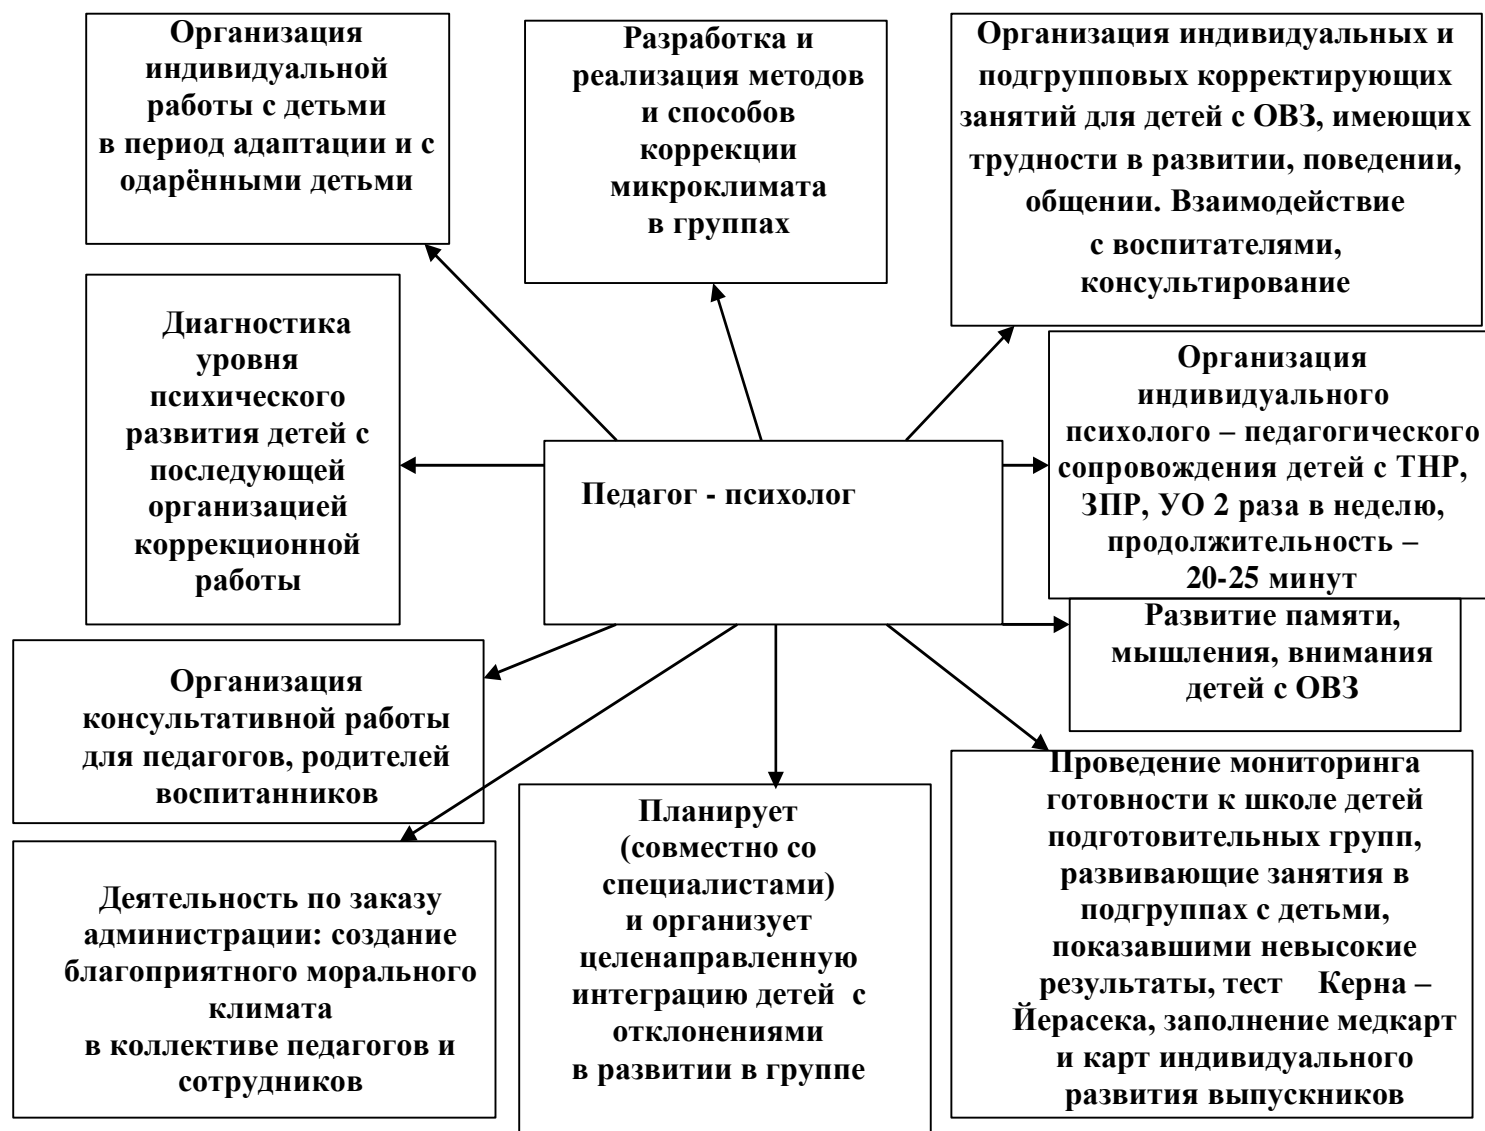 Организация
индивидуальной
работы с детьми
в период адаптации и с
одарёнными детьми
Разработка и
реализация методов
и способов
коррекции
микроклимата
в группах
Организация индивидуальных и
подгрупповых корректирующих
занятий для детей с ОВЗ, имеющих
трудности в развитии, поведении,
общении. Взаимодействие
с воспитателями,
консультирование
Диагностика
уровня
психического
развития детей с
последующей
организацией
коррекционной
работы
Педагог - психолог
Организация
индивидуального
психолого – педагогического
сопровождения детей с ТНР,
ЗПР, УО 2 раза в неделю,
продолжительность –
20-25 минут
Развитие памяти,
мышления, внимания
детей с ОВЗ
Организация
консультативной работы
для педагогов, родителей
воспитанников
Деятельность по заказу
администрации: создание
благоприятного морального
климата
в коллективе педагогов и
сотрудников
Планирует
(совместно со
специалистами)
и организует
целенаправленную
интеграцию детей с
отклонениями
в развитии в группе
Проведение мониторинга
готовности к школе детей
подготовительных групп,
развивающие занятия в
подгруппах с детьми,
показавшими невысокие
результаты, тест Керна –
Йерасека, заполнение медкарт
и карт индивидуального
развития выпускников